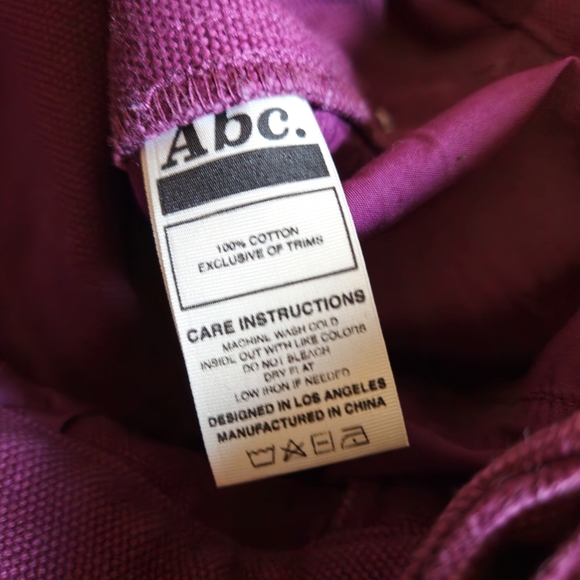 Abc.
100% COTTON
EXCLUSIVE OF TRIMS
CARE INSTRUCTIONS
MACHINE WASH COLD
INSIDE OUT WITH LIKE COLORS
DO NOT BLEACH
DRY FLAT
LOW IRON IF NEEDED
DESIGNED IN LOS ANGELES
MANUFACTURED IN CHINA